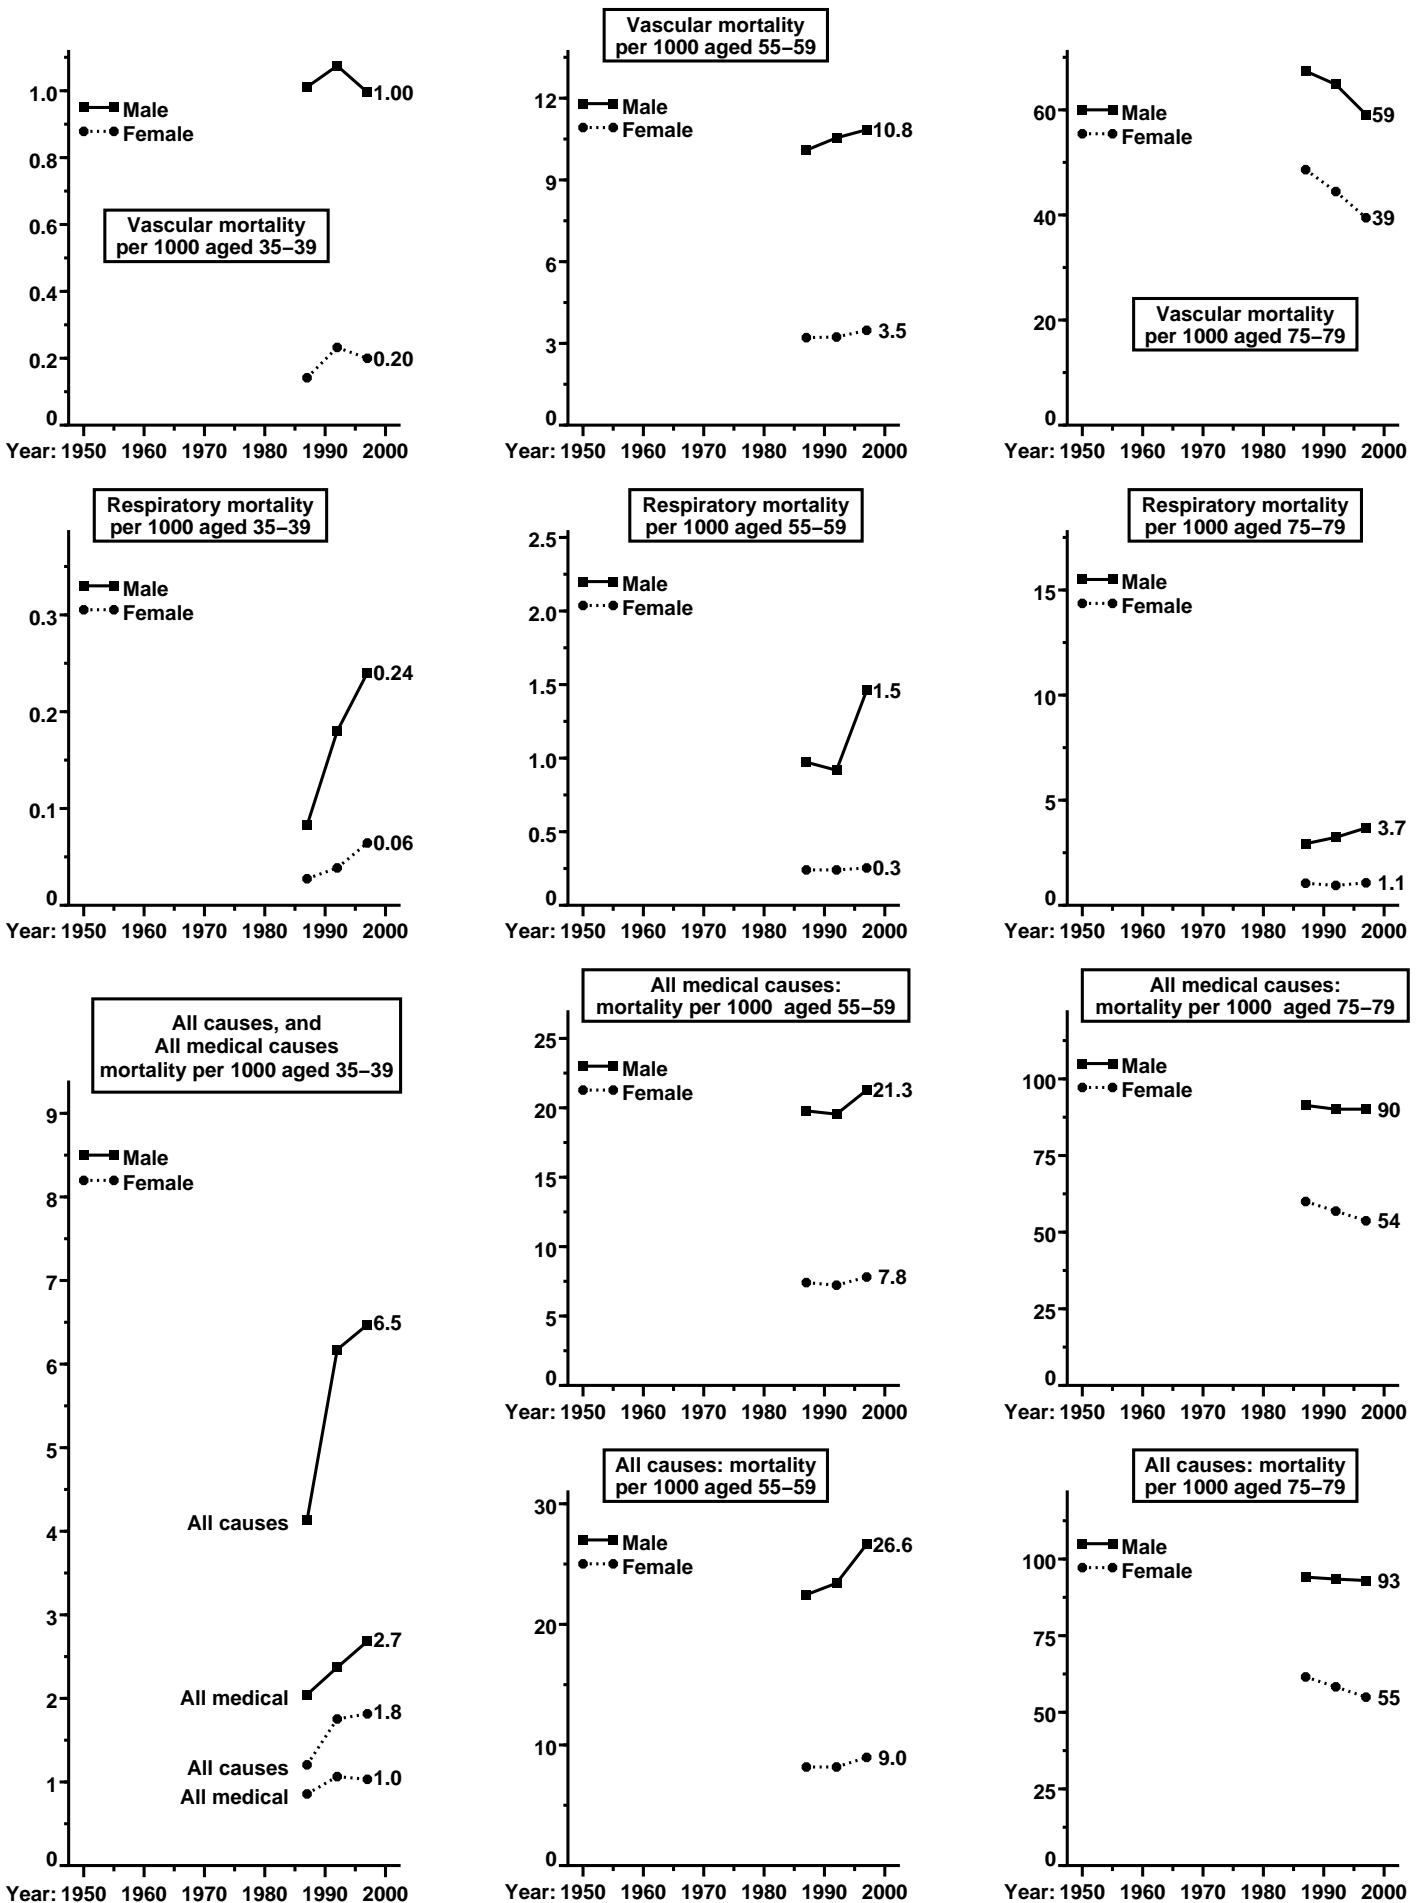 Vascular mortality
per 1000 aged 35–39
1.0
0.8
0.6
0.4
0.2
0
Male
Female
1.00
0.20
Year: 1950 1960 1970 1980 1990 2000
Vascular mortality
per 1000 aged 55–59
12
9
6
3
0
Male
Female
10.8
3.5
Year: 1950 1960 1970 1980 1990 2000
Vascular mortality
per 1000 aged 75–79
60
40
20
0
Male
Female
59
39
Year: 1950 1960 1970 1980 1990 2000
Respiratory mortality
per 1000 aged 35–39
0.3
0.2
0.1
0
Male
Female
0.24
0.06
Year: 1950 1960 1970 1980 1990 2000
Respiratory mortality
per 1000 aged 55–59
2.5
2.0
1.5
1.0
0.5
0
Male
Female
1.5
0.3
Year: 1950 1960 1970 1980 1990 2000
Respiratory mortality
per 1000 aged 75–79
15
10
5
0
Male
Female
3.7
1.1
Year: 1950 1960 1970 1980 1990 2000
All causes, and
All medical causes
mortality per 1000 aged 35–39
9
8
7
6
5
4
3
2
1
0
Male
Female
6.5
All causes
2.7
All medical
1.8
All causes
1.0
All medical
Year: 1950 1960 1970 1980 1990 2000
All medical causes:
mortality per 1000 aged 55–59
25
20
15
10
5
0
Male
Female
21.3
7.8
Year: 1950 1960 1970 1980 1990 2000
All medical causes:
mortality per 1000 aged 75–79
100
75
50
25
0
Male
Female
90
54
Year: 1950 1960 1970 1980 1990 2000
All causes: mortality
per 1000 aged 55–59
30
20
10
0
Male
Female
26.6
9.0
Year: 1950 1960 1970 1980 1990 2000
All causes: mortality
per 1000 aged 75–79
100
75
50
25
0
Male
Female
93
55
Year: 1950 1960 1970 1980 1990 2000